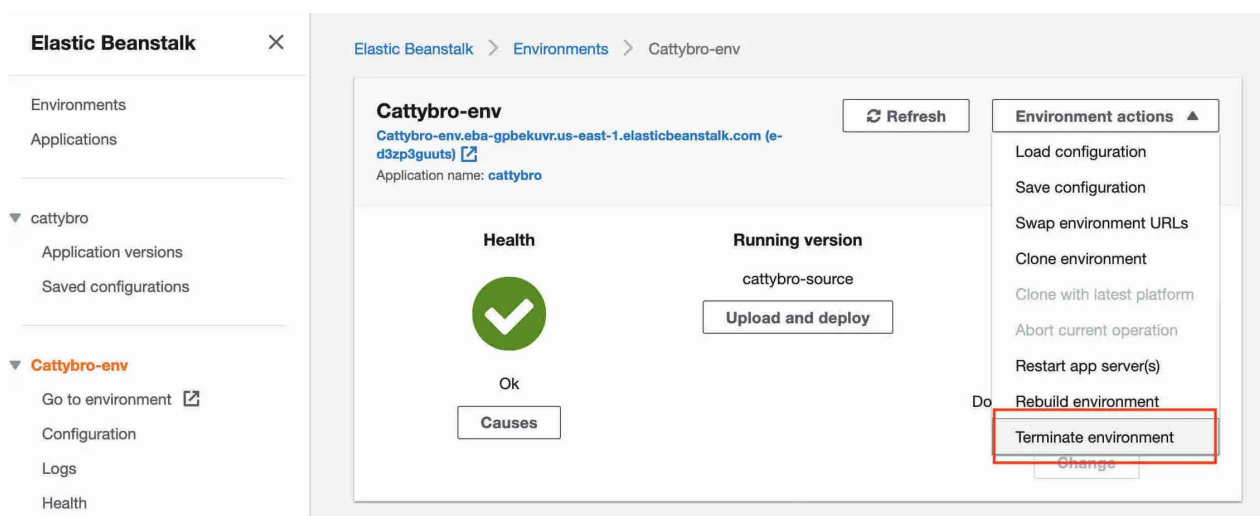 Elastic Beanstalk
Environments
Applications
cattybro
Application versions
Saved configurations
Cattybro-env
Go to environment
Configuration
Logs
Health
Elastic Beanstalk > Environments > Cattybro-env
Cattybro-env
Cattybro-env.eba-gpbekuvr.us-east-1.elasticbeanstalk.com (e-
d3zp3guuts)
Application name: cattybro
Refresh
Environment actions
Load configuration
Save configuration
Swap environment URLs
Clone environment
Clone with latest platform
Abort current operation
Restart app server(s)
Rebuild environment
Terminate environment
Health
Ok
Causes
Running version
cattybro-source
Upload and deploy
Do
Change